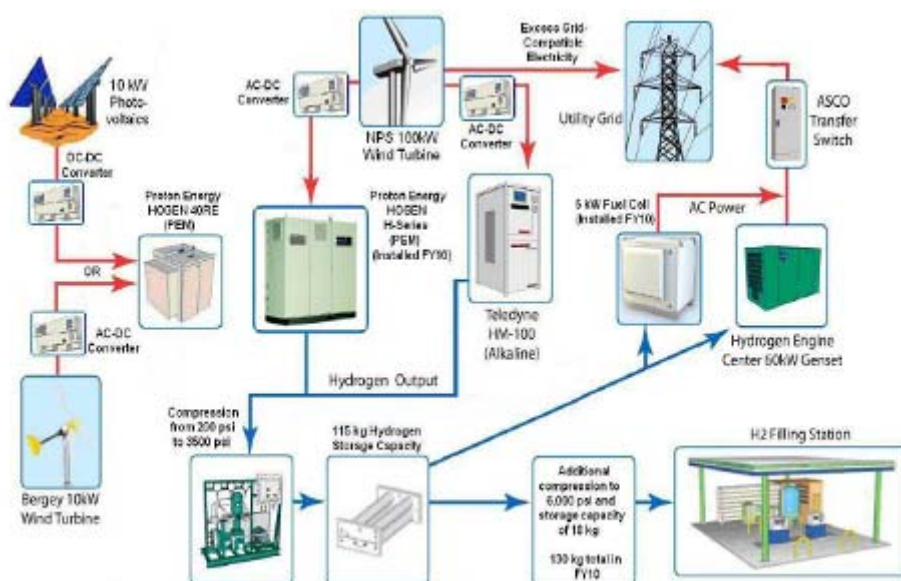 10 kW
Photo-
voltaics
DC-DC
Converter
Proton Energy
HOGEN 40RE
(PEM)
OR
AC-DC
Converter
Bergey 10kW
Wind Turbine
AC-DC
Converter
NPS 100kW
Wind Turbine
AC-DC
Converter
Excess Grid-
Compatible
Electricity
Utility Grid
ASCO
Transfer
Switch
Proton Energy
HOGEN
H-Series
(PEM)
(Installed FY10)
Teledyne
HM-100
(Alkaline)
5 kW Fuel Cell
(Installed FY10)
AC Power
Hydrogen Engine
Center 60kW Genset
Hydrogen Output
Compression
from 200 psi
to 3500 psi
115 kg Hydrogen
Storage Capacity
Additional
compression to
6,000 psi and
storage capacity
of 18 kg
130 kg total in
FY10
H2 Filling Station